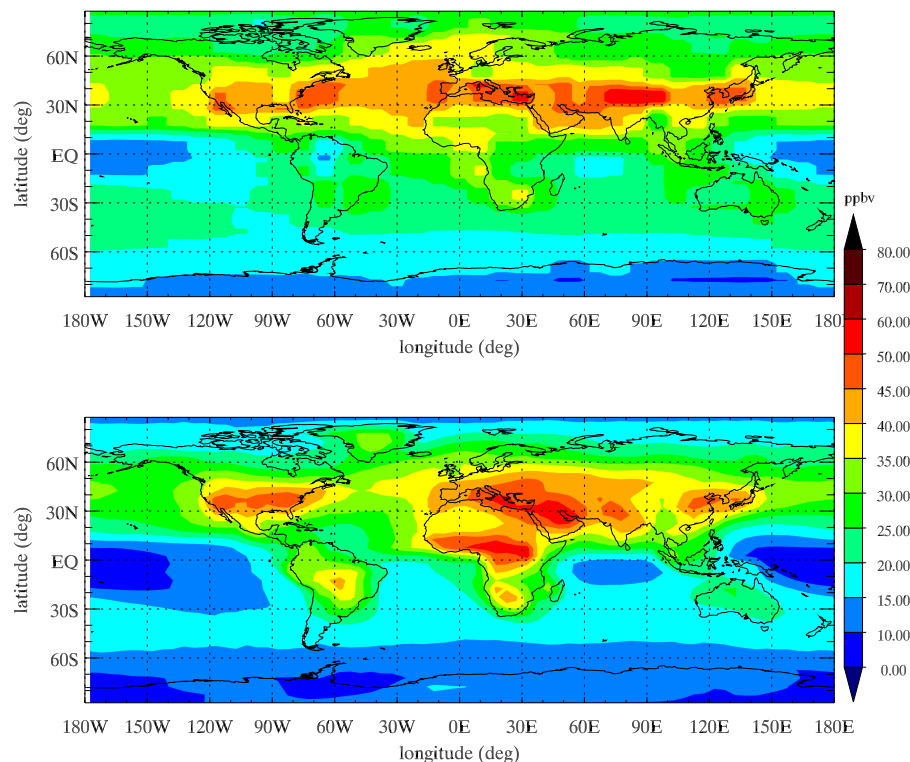 60N
30N
EQ
30S
60S
latitude (deg)
180W 150W 120W 90W 60W 30W 0E 30E 60E 90E 120E 150E 180E
longitude (deg)
ppbv
80.00
70.00
60.00
50.00
45.00
40.00
35.00
30.00
25.00
20.00
15.00
10.00
0.00
60N
30N
EQ
30S
60S
latitude (deg)
180W 150W 120W 90W 60W 30W 0E 30E 60E 90E 120E 150E 180E
longitude (deg)